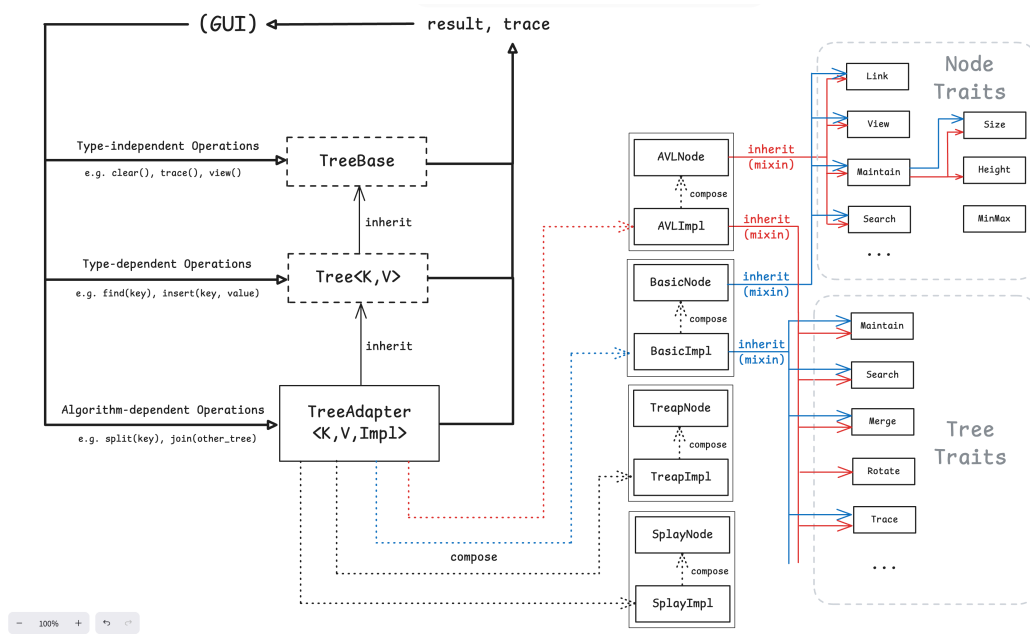 (GUI)
result, trace
Type-independent Operations
e.g. clear(), trace(), view()
TreeBase
inherit
Type-dependent Operations
e.g. find(key), insert(key, value)
Tree<K,V>
inherit
Algorithm-dependent Operations
e.g. split(key), join(other_tree)
TreeAdapter
<K,V,Impl>
compose
AVLNode
compose
AVLImpl
inherit
(mixin)
inherit
(mixin)
BasicNode
compose
BasicImpl
inherit
(mixin)
inherit
(mixin)
TreapNode
compose
TreapImpl
SplayNode
compose
SplayImpl
Node
Traits
Link
View
Maintain
Search
...
Size
Height
MinMax
Tree
Traits
Maintain
Search
Merge
Rotate
Trace
...
− 100% +